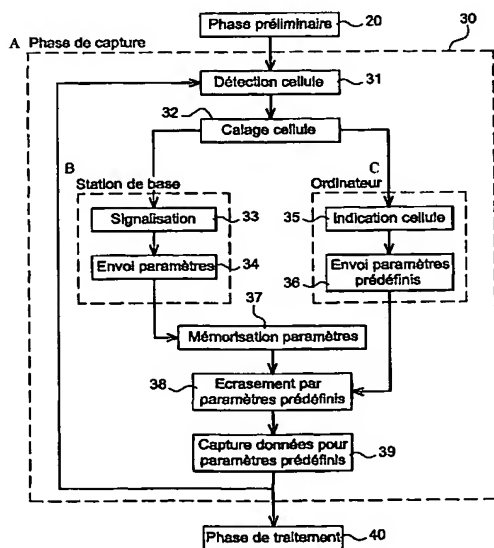 Phase préliminaire 20
A Phase de capture 30
Détection cellule 31
32
Calage cellule
B Station de base
C Ordinateur
Signalisation 33
35 Indication cellule
Envoi paramètres 34
36 Envoi paramètres prédéfinis
37
Mémorisation paramètres
38 Ecrasement par paramètres prédéfinis
Capture données pour paramètres prédéfinis 39
Phase de traitement 40